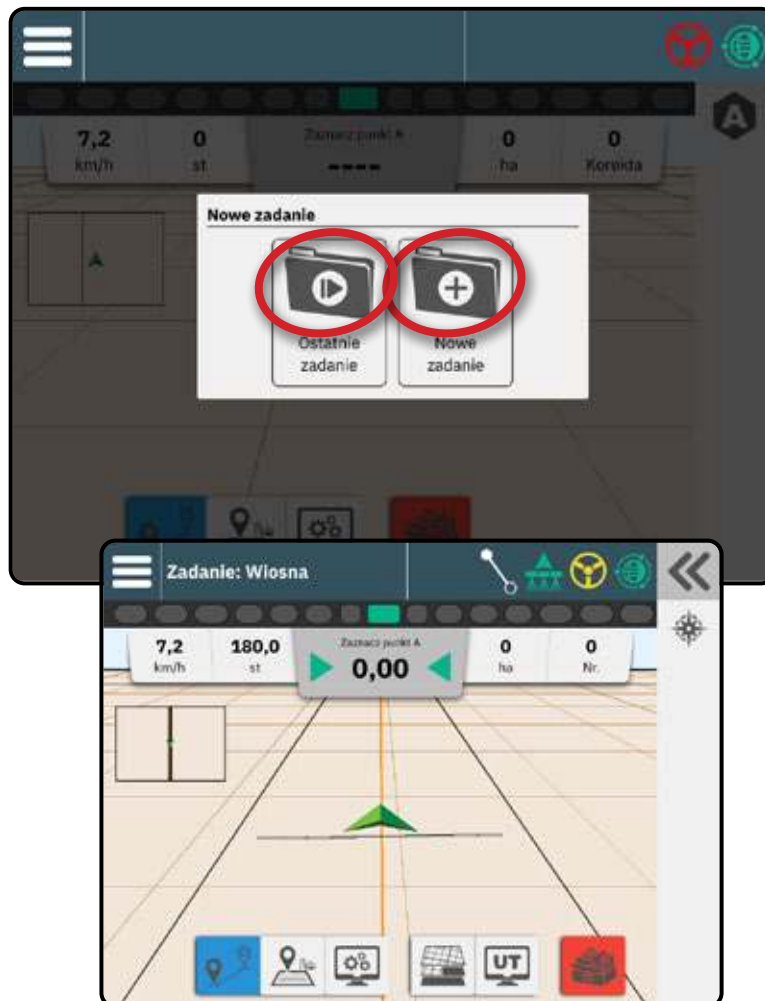 7,2
km/h
0
st
Zaznacz punkt A
----
0
ha
0
Korekta
A
Nowe zadanie
Ostatnie
zadanie
Nowe
zadanie
Zadanie: Wiosna
7,2
km/h
180,0
st
Zaznacz punkt A
0,00
0
ha
0
Nr.
UT